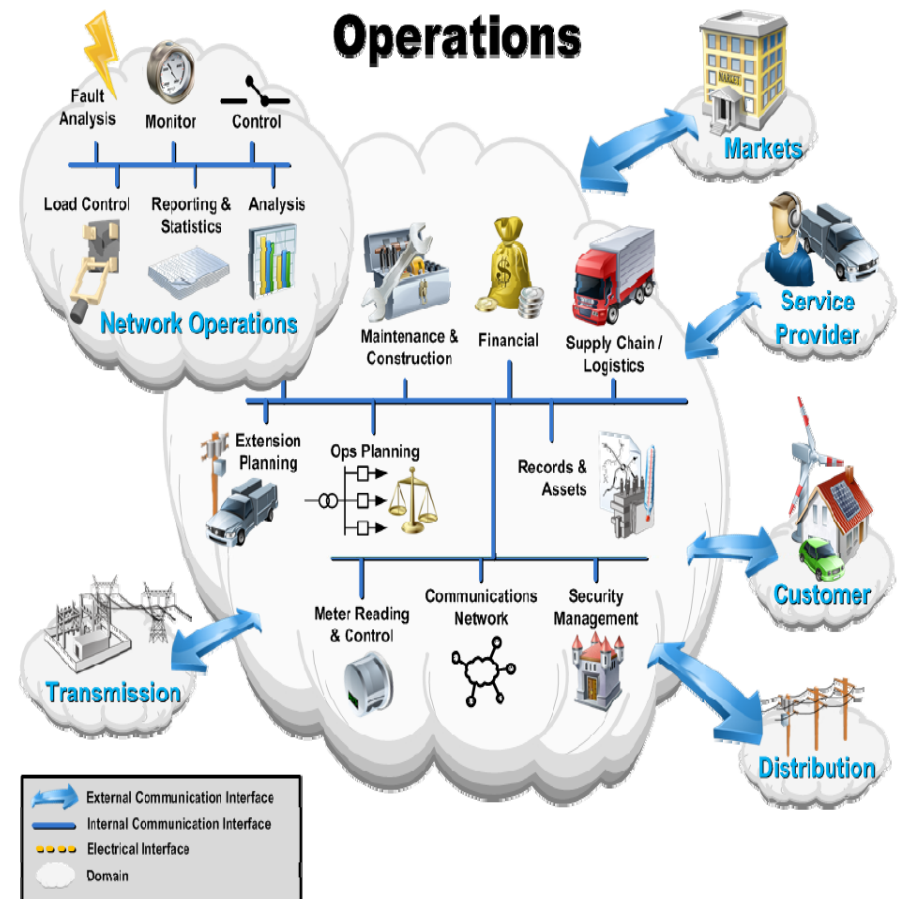 Operations
Fault
Analysis
Monitor
Control
Load Control
Reporting &
Statistics
Analysis
Network Operations
MARKET
Markets
Service
Provider
Maintenance &
Construction
Financial
$
Supply Chain /
Logistics
Extension
Planning
Ops Planning
Records &
Assets
Customer
Meter Reading
& Control
Communications
Network
Security
Management
Transmission
Distribution
External Communication Interface
Internal Communication Interface
Electrical Interface
Domain